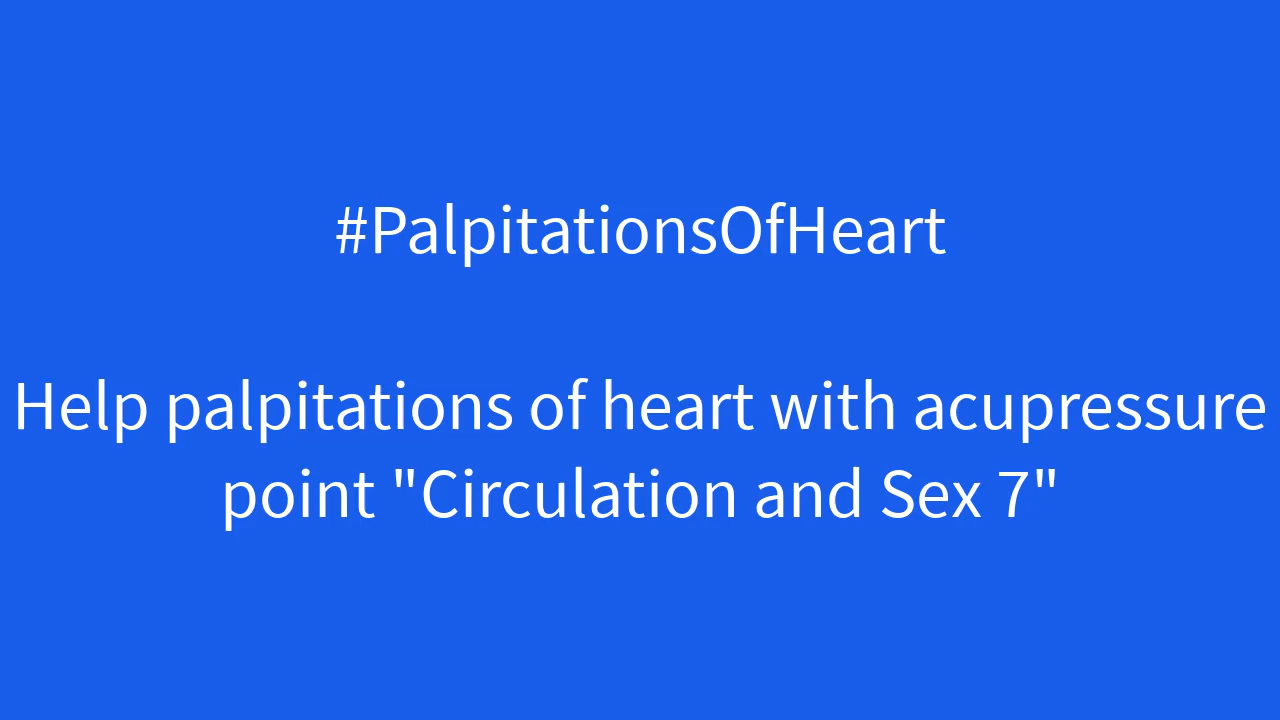 #PalpitationsOfHeart
Help palpitations of heart with acupressure
point "Circulation and Sex 7"